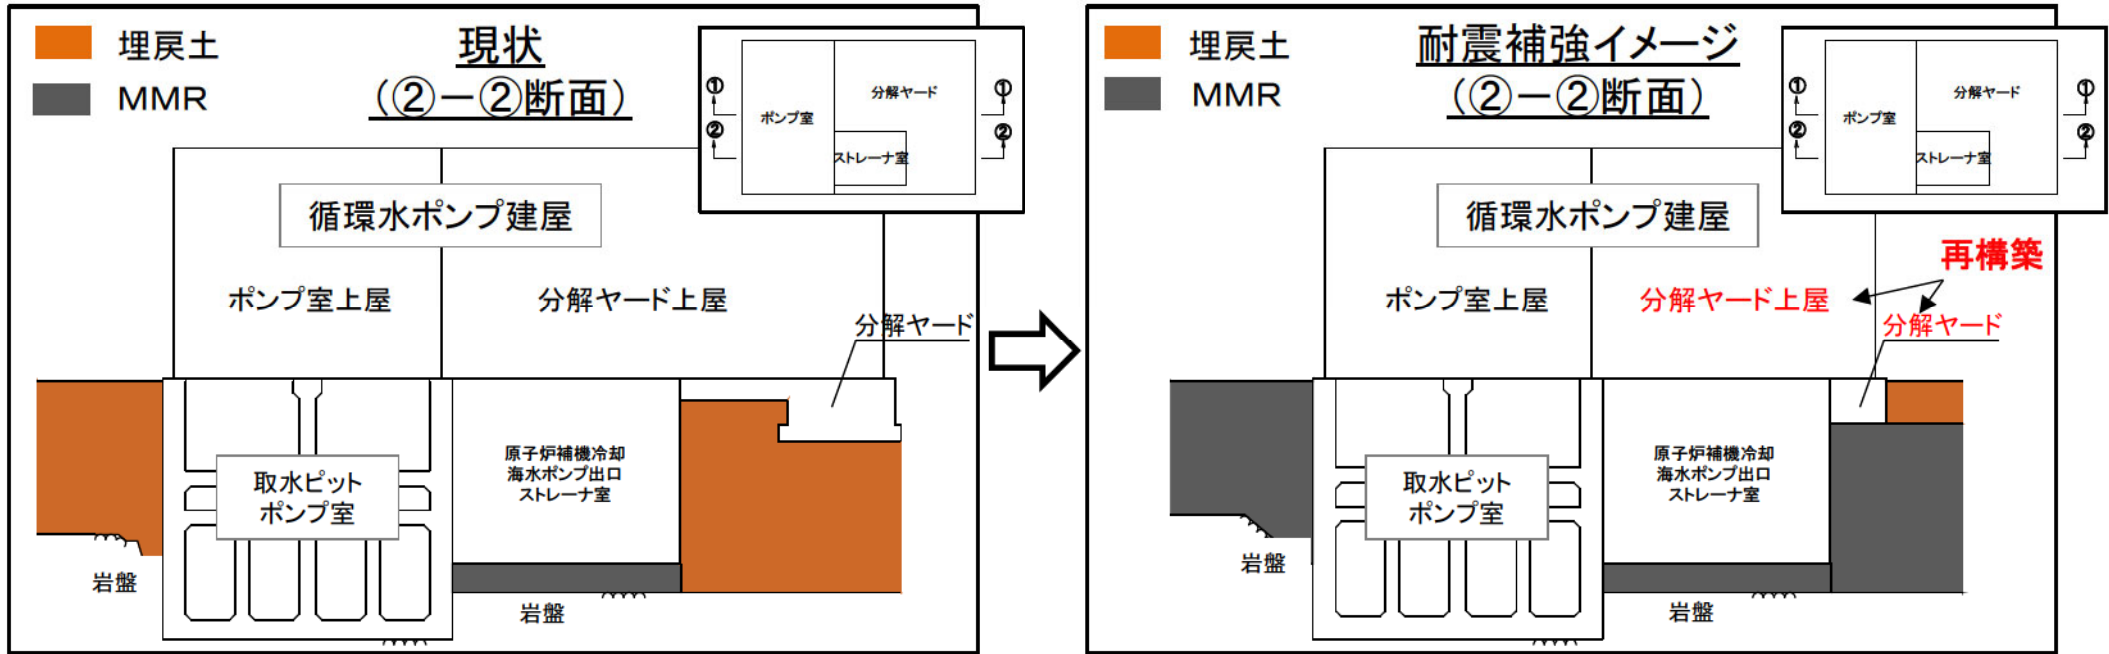 埋戻土
MMR
現状
(②－②断面)
①
②
ポンプ室
分解ヤード
ストレーナ室
①
②
循環水ポンプ建屋
ポンプ室上屋
分解ヤード上屋
分解ヤード
原子炉補機冷却
海水ポンプ出口
ストレーナ室
取水ピット
ポンプ室
岩盤
岩盤
埋戻土
MMR
耐震補強イメージ
(②－②断面)
①
②
ポンプ室
分解ヤード
ストレーナ室
①
②
循環水ポンプ建屋
再構築
ポンプ室上屋
分解ヤード上屋
分解ヤード
原子炉補機冷却
海水ポンプ出口
ストレーナ室
取水ピット
ポンプ室
岩盤
岩盤